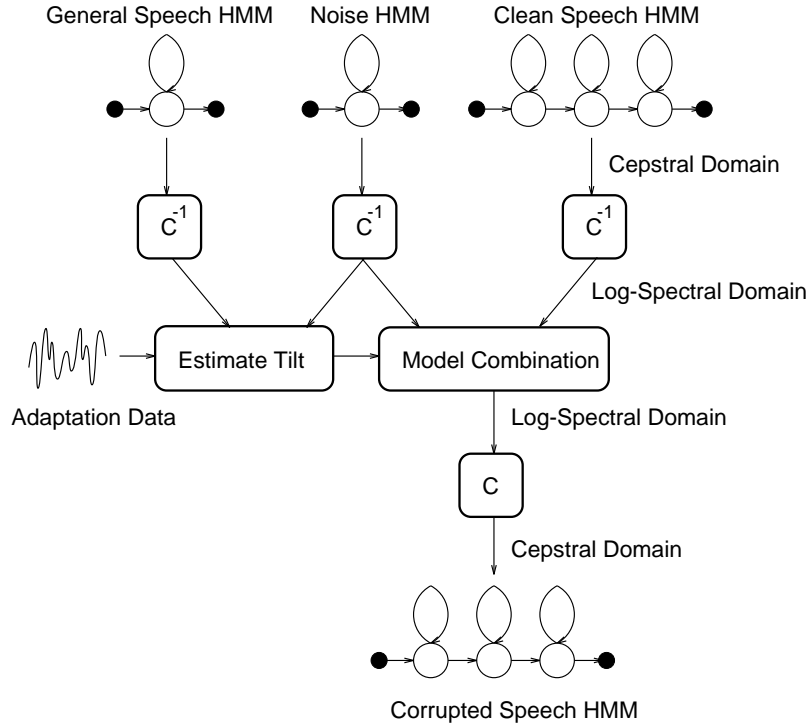 General Speech HMM
Noise HMM
Clean Speech HMM
Cepstral Domain
C⁻¹
C⁻¹
C⁻¹
Log-Spectral Domain
Estimate Tilt
Model Combination
Adaptation Data
Log-Spectral Domain
C
Cepstral Domain
Corrupted Speech HMM